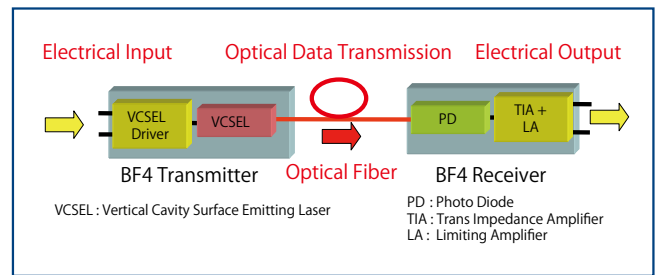 Electrical Input
Optical Data Transmission
Electrical Output
VCSEL
Driver
VCSEL
PD
TIA +
LA
BF4 Transmitter
Optical Fiber
BF4 Receiver
VCSEL : Vertical Cavity Surface Emitting Laser
PD : Photo Diode
TIA : Trans Impedance Amplifier
LA : Limiting Amplifier